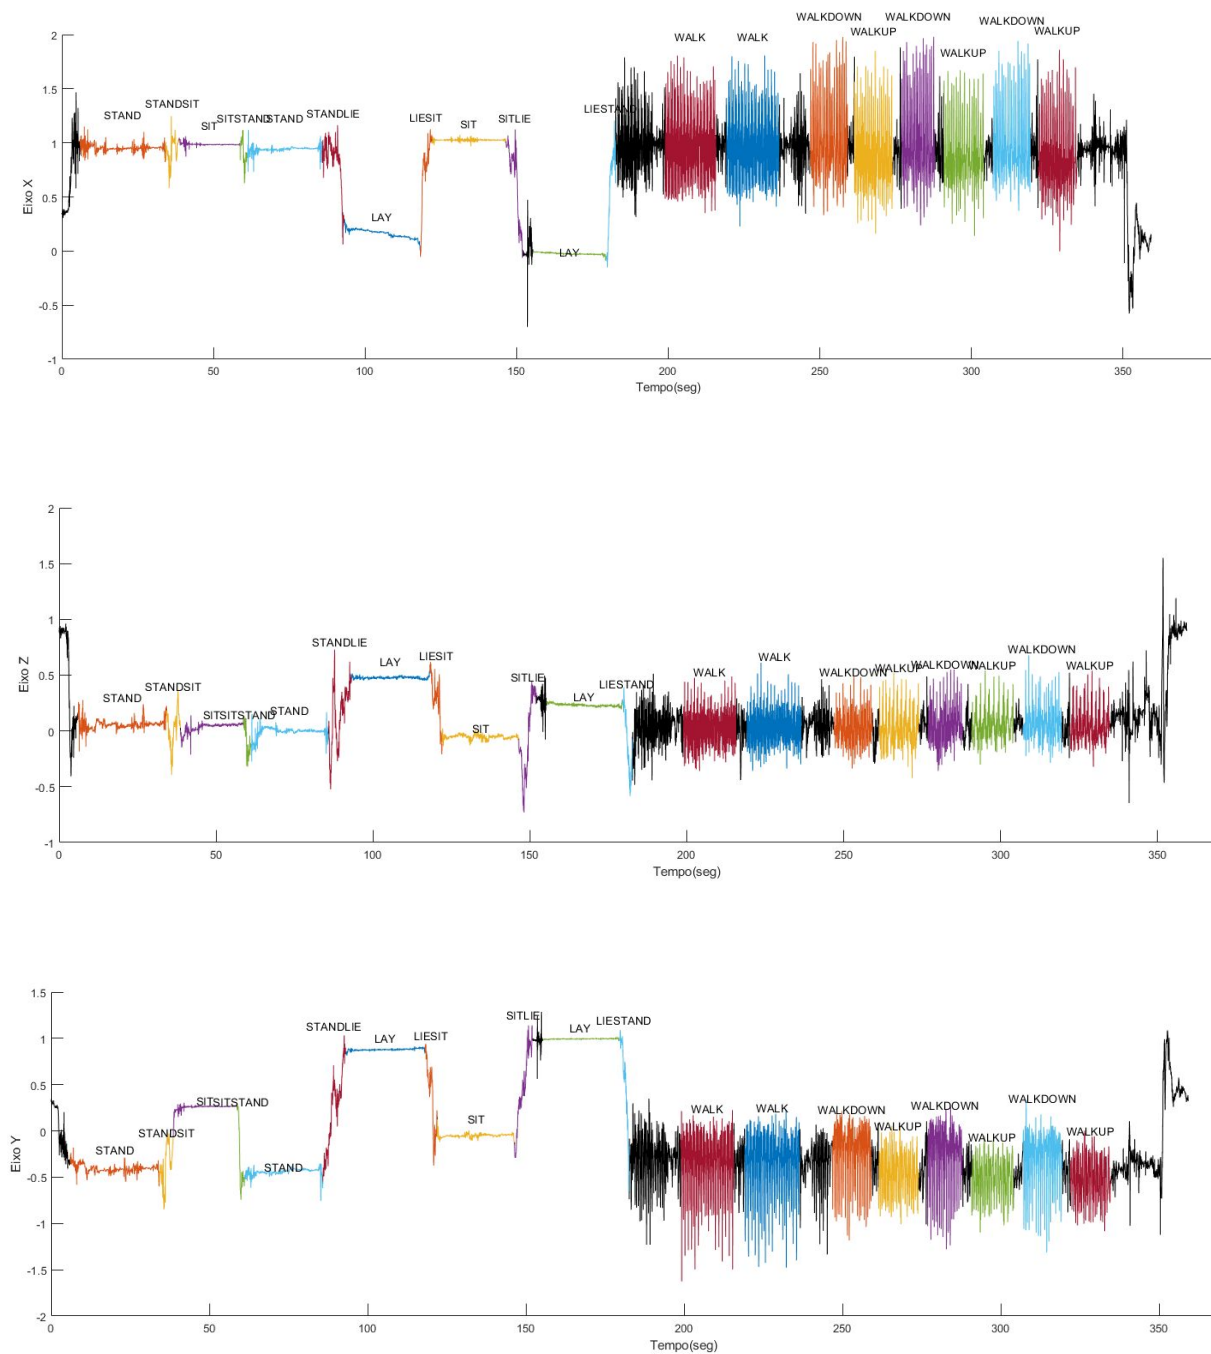 WALKDOWN WALKDOWN
WALKDOWN
WALK WALK WALKUP WALKUP
WALKUP
STANDSIT
STAND SIT SITSTAND STAND STANDLIE LIESIT SIT SITLIE LIESTAND
LAY LAY
Eixo X
2
1.5
1
0.5
0
-0.5
-1
0 50 100 150 200 250 300 350
Tempo(seg)
STANDLIE LAY LIESIT SITLIE LIESTAND WALK WALK WALKDOWN WALKUP WALKDOWN WALKUP WALKDOWN WALKUP
STAND STANDSIT SIT SITSTAND STAND SIT LAY
Eixo Z
2
1.5
1
0.5
0
-0.5
-1
0 50 100 150 200 250 300 350
Tempo(seg)
STANDLIE LAY LIESIT SITLIE LAY LIESTAND
STAND STANDSIT SIT SITSTAND STAND SIT WALK WALK WALKDOWN WALKUP WALKDOWN WALKUP WALKDOWN WALKUP
Eixo Y
1.5
1
0.5
0
-0.5
-1
-1.5
-2
0 50 100 150 200 250 300 350
Tempo(seg)